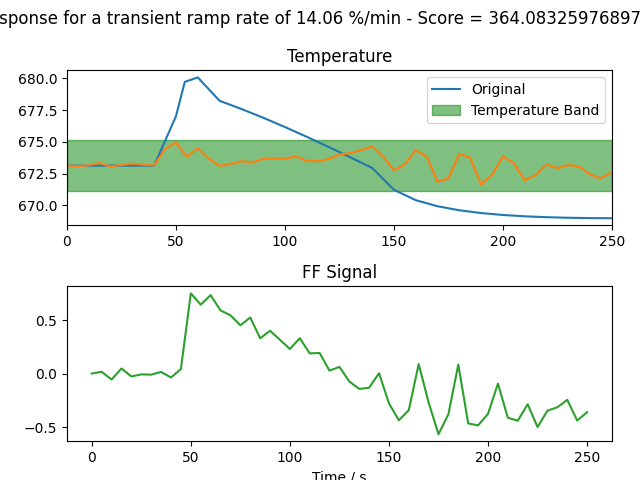 sponse for a transient ramp rate of 14.06 %/min - Score = 364.08325976897
Temperature
680.0
677.5
675.0
672.5
670.0
Original
Temperature Band
0 50 100 150 200 250
FF Signal
0.5
0.0
−0.5
0 50 100 150 200 250
Time / s